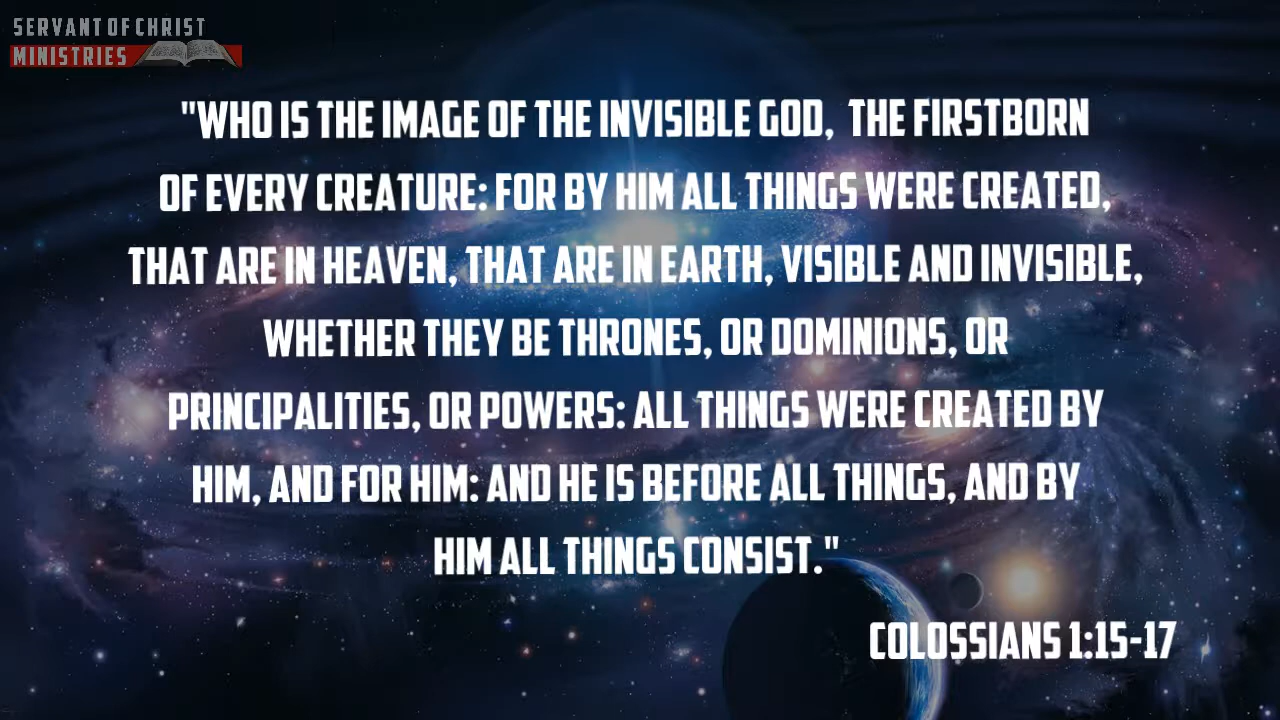 SERVANT OF CHRIST
MINISTRIES
"WHO IS THE IMAGE OF THE INVISIBLE GOD, THE FIRSTBORN
OF EVERY CREATURE: FOR BY HIM ALL THINGS WERE CREATED,
THAT ARE IN HEAVEN, THAT ARE IN EARTH, VISIBLE AND INVISIBLE,
WHETHER THEY BE THRONES, OR DOMINIONS, OR
PRINCIPALITIES, OR POWERS: ALL THINGS WERE CREATED BY
HIM, AND FOR HIM: AND HE IS BEFORE ALL THINGS, AND BY
HIM ALL THINGS CONSIST."
COLOSSIANS 1:15-17